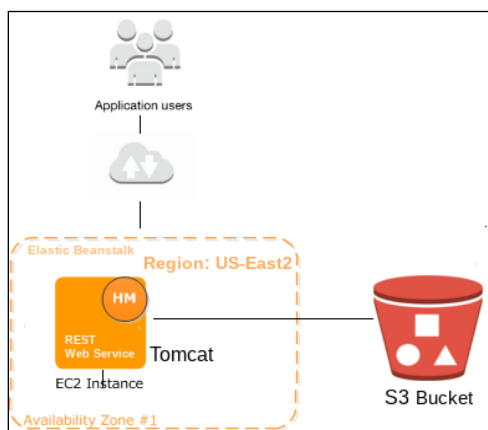 Application users
Elastic Beanstalk
Region: US-East2
HM
REST
Web Service
Tomcat
EC2 Instance
S3 Bucket
Availability Zone #1